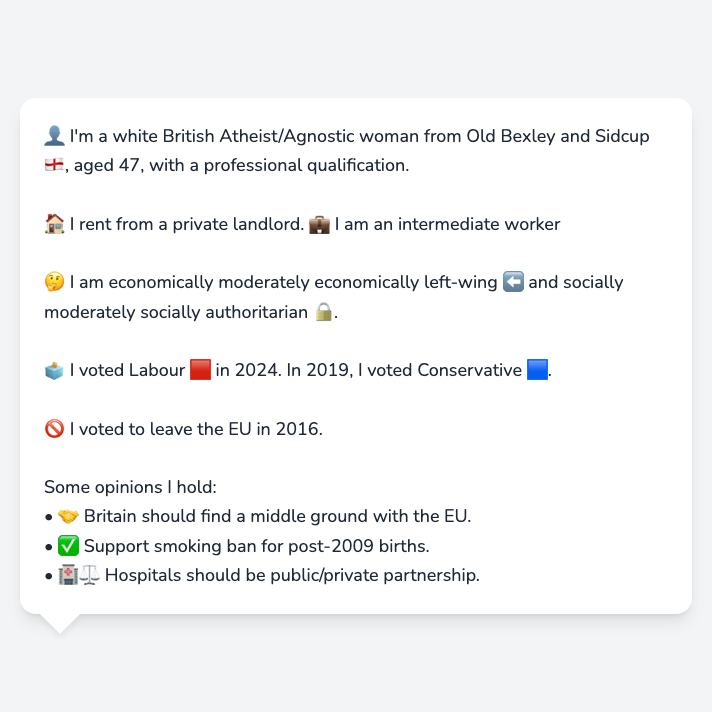 👤 I'm a white British Atheist/Agnostic woman from Old Bexley and Sidcup
🏴󠁧󠁢󠁥󠁮󠁧󠁿, aged 47, with a professional qualification.
🏠 I rent from a private landlord. 💼 I am an intermediate worker
🤔 I am economically moderately economically left-wing ⬅️ and socially
moderately socially authoritarian 🔒.
🗳️ I voted Labour 🟥 in 2024. In 2019, I voted Conservative 🟦.
🚫 I voted to leave the EU in 2016.
Some opinions I hold:
• 🤝 Britain should find a middle ground with the EU.
• ✅ Support smoking ban for post-2009 births.
• 🏥⚖️ Hospitals should be public/private partnership.